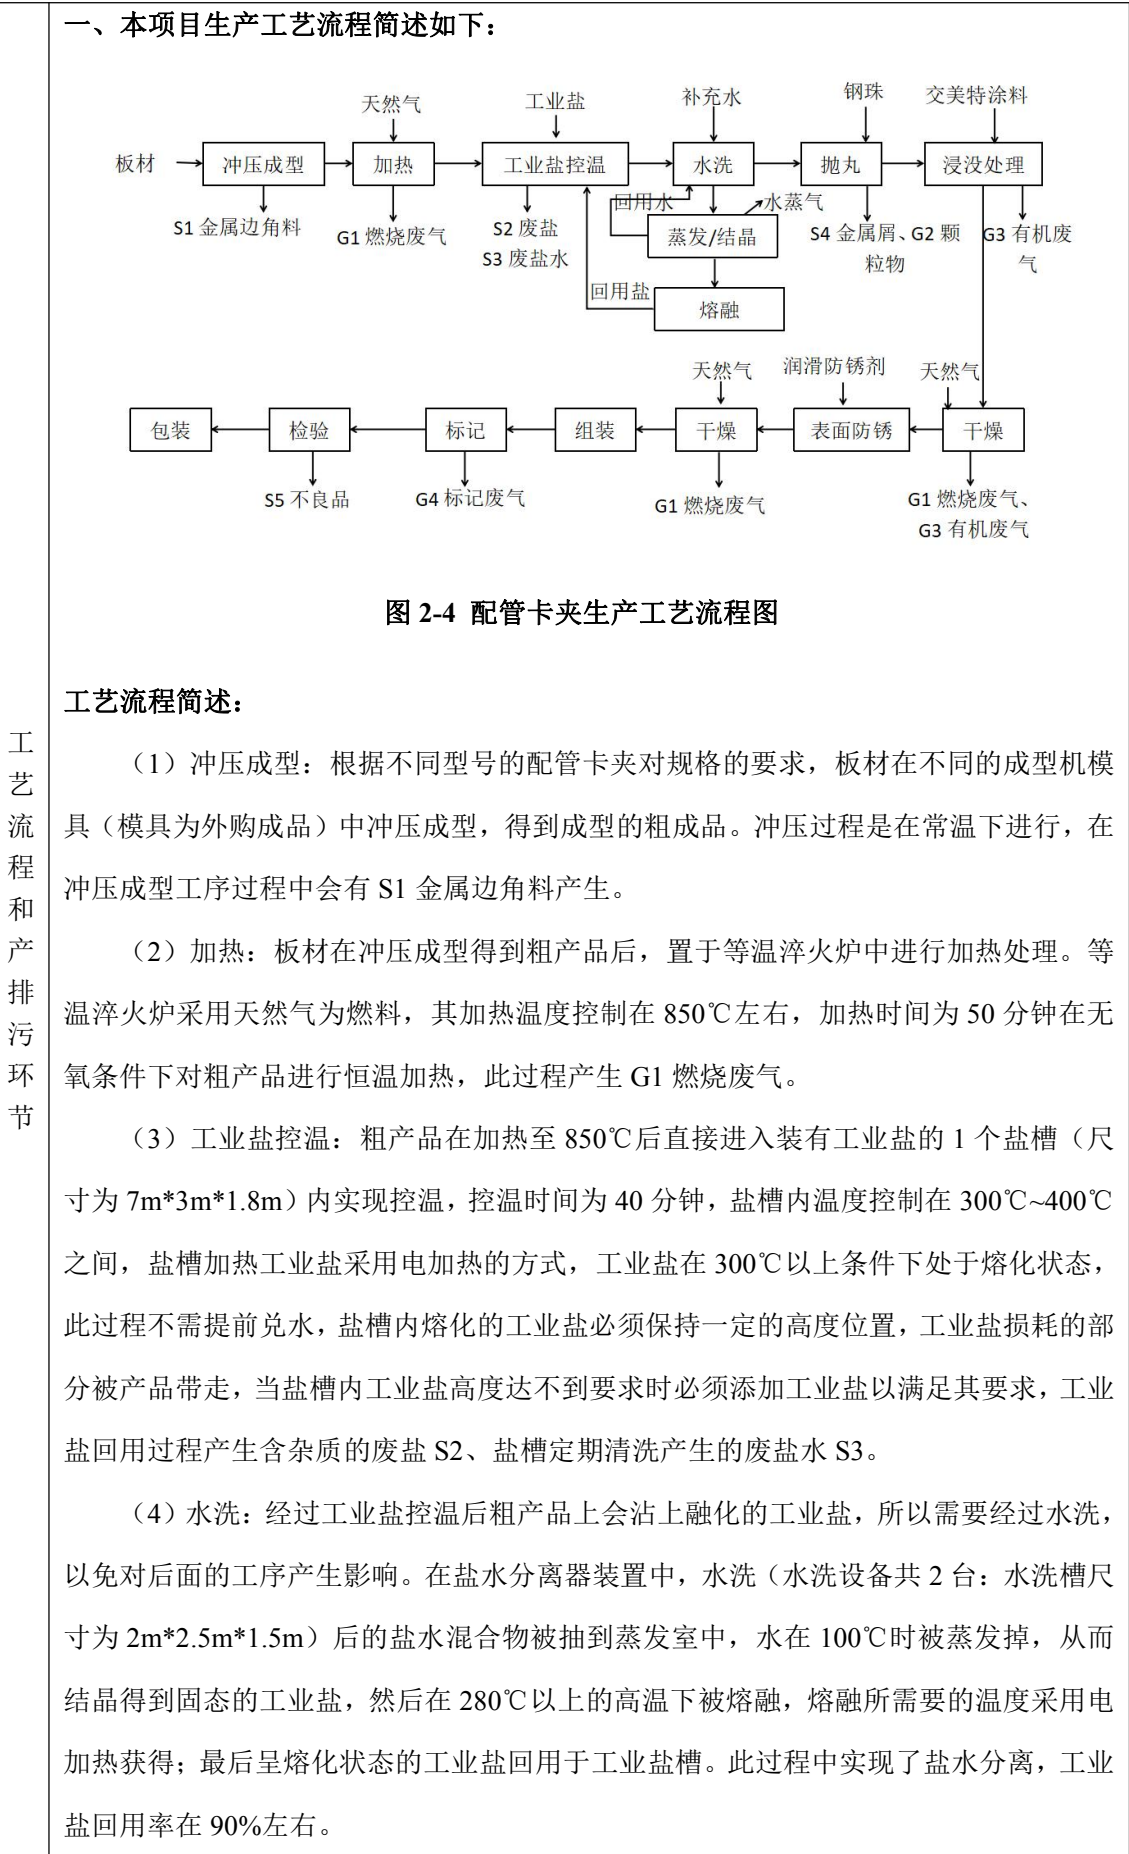 一、本项目生产工艺流程简述如下：
天然气
工业盐
补充水
钢珠
交美特涂料
板材
冲压成型
加热
工业盐控温
水洗
抛丸
浸没处理
S1 金属边角料
G1 燃烧废气
S2 废盐
S3 废盐水
回用水
水蒸气
蒸发/结晶
S4 金属屑、G2 颗
粒物
G3 有机废
气
回用盐
熔融
天然气
润滑防锈剂
天然气
包装
检验
标记
组装
干燥
表面防锈
干燥
S5 不良品
G4 标记废气
G1 燃烧废气
G1 燃烧废气、
G3 有机废气
图 2-4 配管卡夹生产工艺流程图
工艺流程和产排污环节
工艺流程简述：
（1）冲压成型：根据不同型号的配管卡夹对规格的要求，板材在不同的成型机模
具（模具为外购成品）中冲压成型，得到成型的粗成品。冲压过程是在常温下进行，在
冲压成型工序过程中会有 S1 金属边角料产生。
（2）加热：板材在冲压成型得到粗产品后，置于等温淬火炉中进行加热处理。等
温淬火炉采用天然气为燃料，其加热温度控制在 850℃左右，加热时间为 50 分钟在无
氧条件下对粗产品进行恒温加热，此过程产生 G1 燃烧废气。
（3）工业盐控温：粗产品在加热至 850℃后直接进入装有工业盐的 1 个盐槽（尺
寸为 7m*3m*1.8m）内实现控温，控温时间为 40 分钟，盐槽内温度控制在 300℃~400℃
之间，盐槽加热工业盐采用电加热的方式，工业盐在 300℃以上条件下处于熔化状态，
此过程不需提前兑水，盐槽内熔化的工业盐必须保持一定的高度位置，工业盐损耗的部
分被产品带走，当盐槽内工业盐高度达不到要求时必须添加工业盐以满足其要求，工业
盐回用过程产生含杂质的废盐 S2、盐槽定期清洗产生的废盐水 S3。
（4）水洗：经过工业盐控温后粗产品上会沾上融化的工业盐，所以需要经过水洗，
以免对后面的工序产生影响。在盐水分离器装置中，水洗（水洗设备共 2 台：水洗槽尺
寸为 2m*2.5m*1.5m）后的盐水混合物被抽到蒸发室中，水在 100℃时被蒸发掉，从而
结晶得到固态的工业盐，然后在 280℃以上的高温下被熔融，熔融所需要的温度采用电
加热获得；最后呈熔化状态的工业盐回用于工业盐槽。此过程中实现了盐水分离，工业
盐回用率在 90%左右。